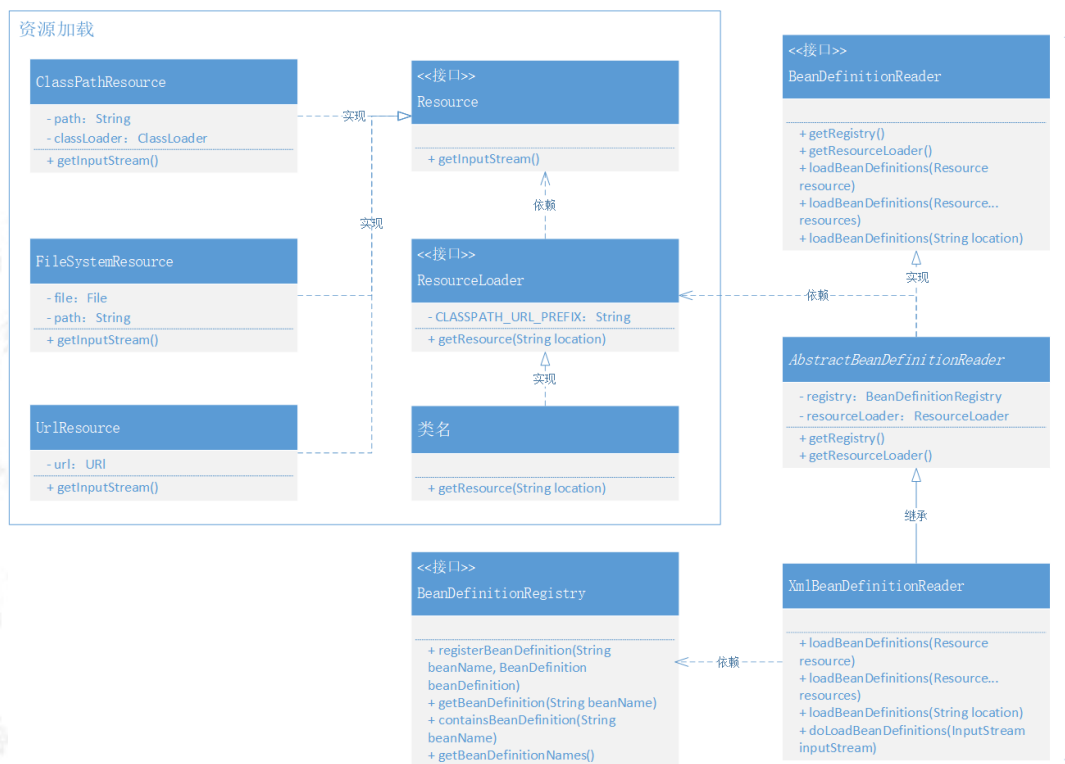 资源加载
ClassPathResource
- path：String
- classLoader：ClassLoader
+ getInputStream()
实现
<<接口>>
Resource
+ getInputStream()
依赖
实现
FileSystemResource
- file：File
- path：String
+ getInputStream()
<<接口>>
ResourceLoader
- CLASSPATH_URL_PREFIX：String
+ getResource(String location)
实现
UrlResource
- url：URl
+ getInputStream()
类名
+ getResource(String location)
<<接口>>
BeanDefinitionReader
+ getRegistry()
+ getResourceLoader()
+ loadBeanDefinitions(Resource
resource)
+ loadBeanDefinitions(Resource...
resources)
+ loadBeanDefinitions(String location)
实现
依赖
AbstractBeanDefinitionReader
- registry：BeanDefinitionRegistry
- resourceLoader：ResourceLoader
+ getRegistry()
+ getResourceLoader()
继承
<<接口>>
BeanDefinitionRegistry
+ registerBeanDefinition(String
beanName, BeanDefinition
beanDefinition)
+ getBeanDefinition(String beanName)
+ containsBeanDefinition(String
beanName)
+ getBeanDefinitionNames()
依赖
XmlBeanDefinitionReader
+ loadBeanDefinitions(Resource
resource)
+ loadBeanDefinitions(Resource...
resources)
+ loadBeanDefinitions(String location)
+ doLoadBeanDefinitions(InputStream
inputStream)